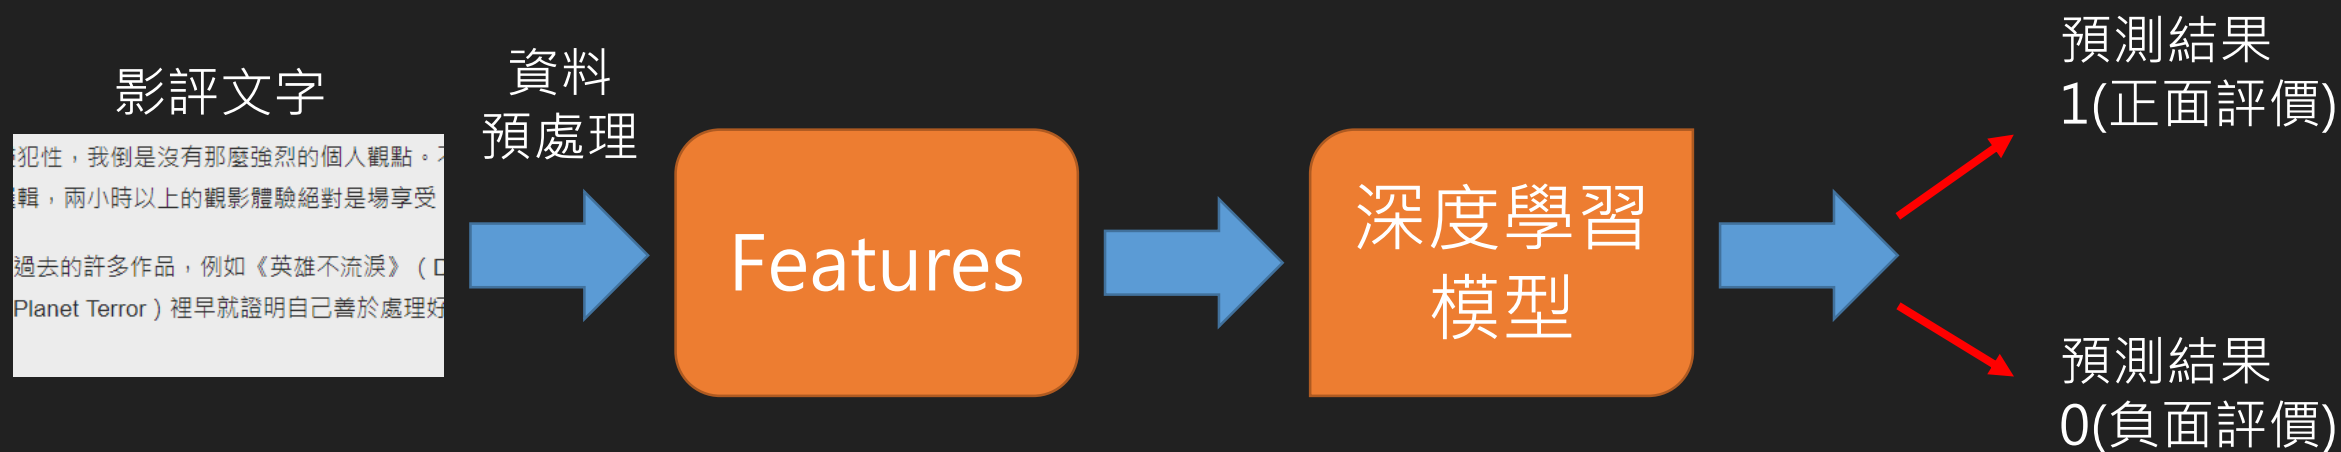 影評文字
犯性，我倒是沒有那麼強烈的個人觀點。
輯，兩小時以上的觀影體驗絕對是場享受
過去的許多作品，例如《英雄不流淚》（D
Planet Terror）裡早就證明自己善於處理好
資料
預處理
Features
深度學習
模型
預測結果
1(正面評價)
預測結果
0(負面評價)